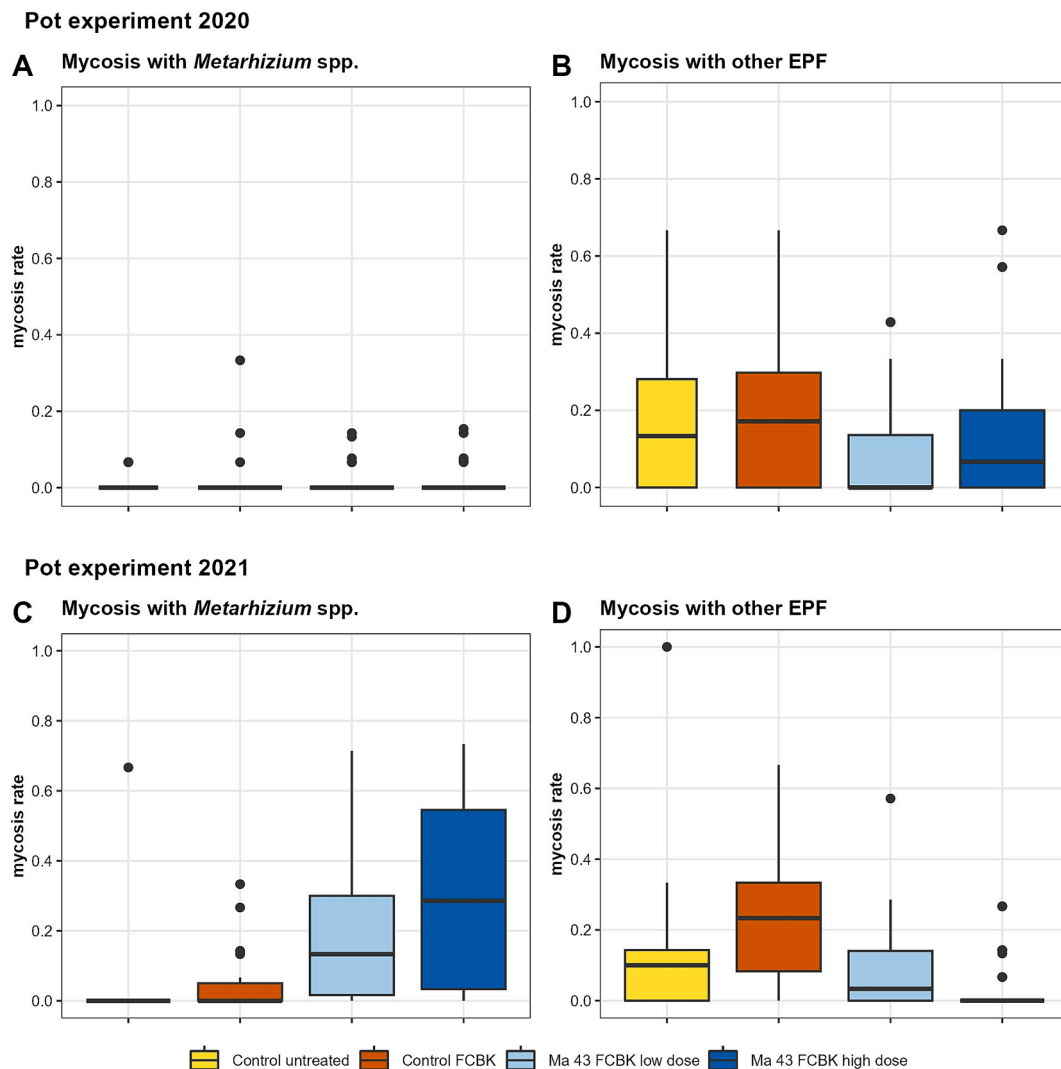 Pot experiment 2020
A Mycosis with Metarhizium spp.
B Mycosis with other EPF
mycosis rate
1.0
0.8
0.6
0.4
0.2
0.0
mycosis rate
1.0
0.8
0.6
0.4
0.2
0.0
Pot experiment 2021
C Mycosis with Metarhizium spp.
D Mycosis with other EPF
mycosis rate
1.0
0.8
0.6
0.4
0.2
0.0
mycosis rate
1.0
0.8
0.6
0.4
0.2
0.0
Control untreated Control FCBK Ma 43 FCBK low dose Ma 43 FCBK high dose